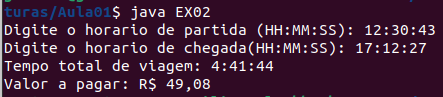 turas/Aula01$ java EX02
Digite o horario de partida (HH:MM:SS): 12:30:43
Digite o horario de chegada(HH:MM:SS): 17:12:27
Tempo total de viagem: 4:41:44
Valor a pagar: R$ 49,08